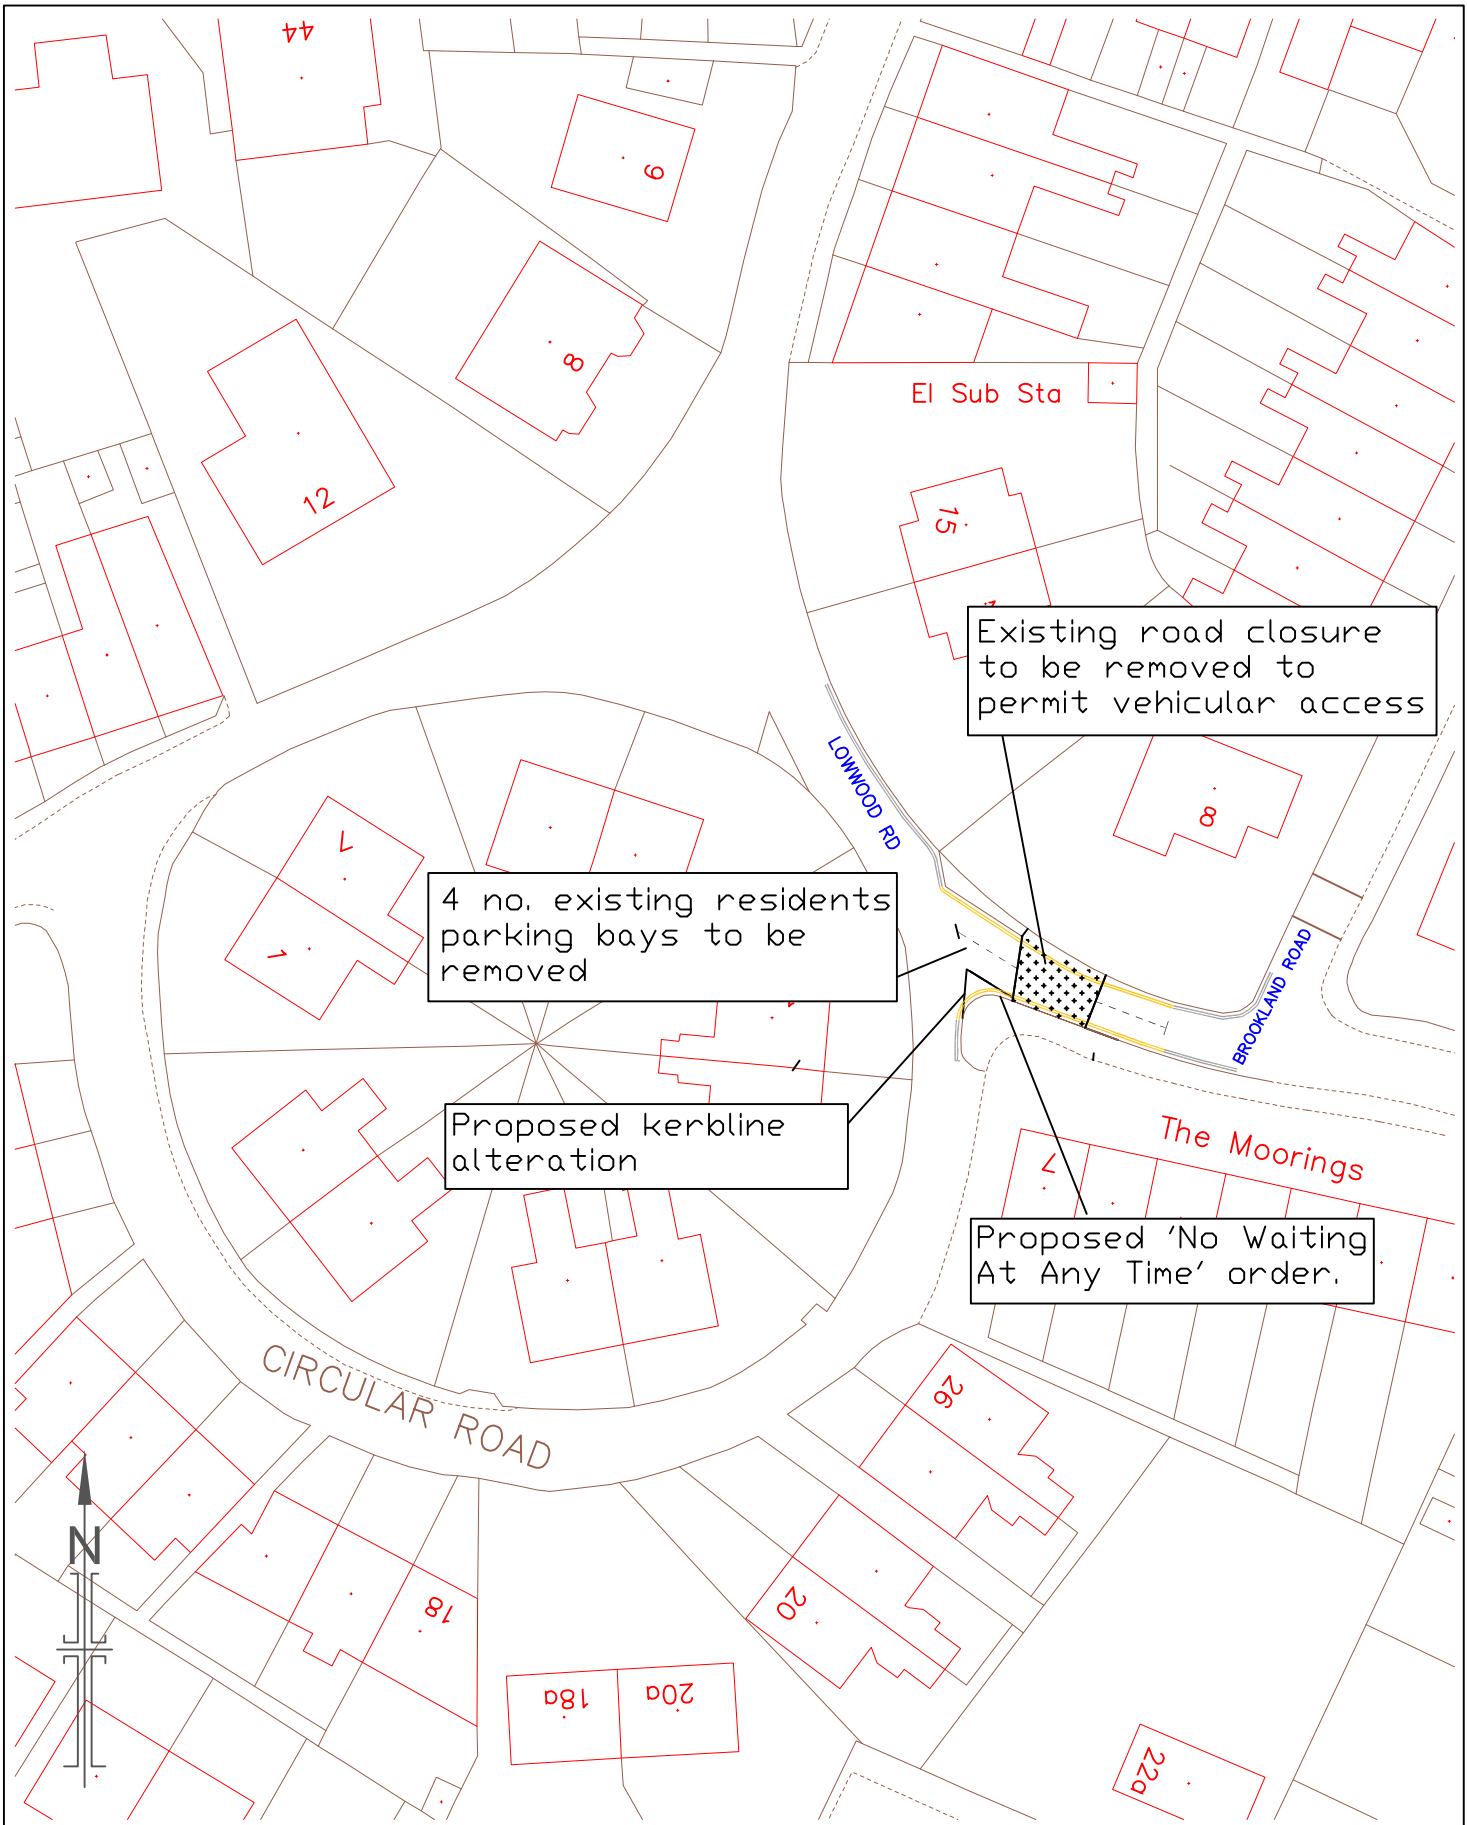 44
9
8
12
El Sub Sta
15
Existing road closure
to be removed to
permit vehicular access
LOWWOOD RD
8
7
1
4 no. existing residents
parking bays to be
removed
BROOKLAND ROAD
Proposed kerbline
alteration
The Moorings
7
Proposed 'No Waiting
At Any Time' order.
CIRCULAR ROAD
26
N
18
20
18a
20a
22a